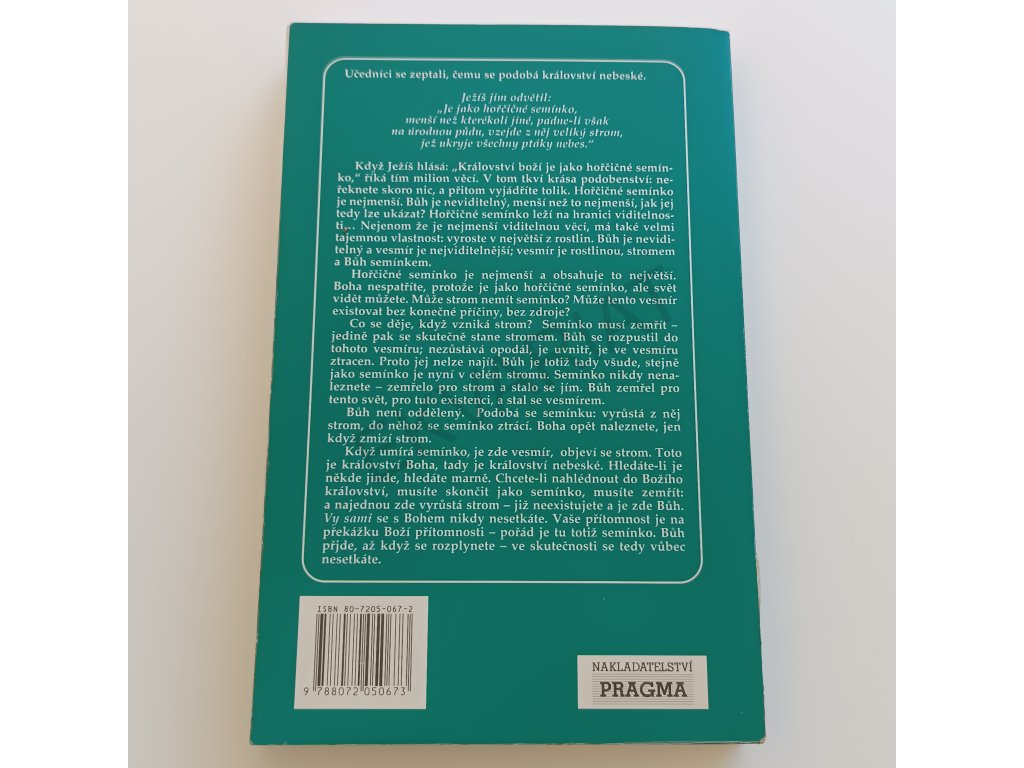 Učedníci se zeptali, čemu se podobá království nebeské.
Ježíš jim odvětil:
„Je jako hořčičné semínko,
menší než kterékoli jiné, padne-li však
na úrodnou půdu, vzejde z něj veliký strom,
jež ukryje všechny ptáky nebes.“
Když Ježíš hlásá: „Království boží je jako hořčičné semín-
ko,“ říká tím milion věcí. V tom tkví krása podobenství: ne-
řeknete skoro nic, a přitom vyjádříte tolik. Hořčičné semínko
je nejmenší. Bůh je neviditelný, menší než to nejmenší, jak jej
tedy lze ukázat? Hořčičné semínko leží na hranici viditelnos-
ti... Nejenom že je nejmenší viditelnou věcí, má také velmi
tajemnou vlastnost: vyroste v největší z rostlin. Bůh je nevidi-
telný a vesmír je nejviditelnější; vesmír je rostlinou, stromem
a Bůh semínkem.
Hořčičné semínko je nejmenší a obsahuje to největší.
Boha nespatříte, protože je jako hořčičné semínko, ale svět
vidět můžete. Může strom nemít semínko? Může tento vesmír
existovat bez konečné příčiny, bez zdroje?
Co se děje, když vzniká strom? Semínko musí zemřít –
jedině pak se skutečně stane stromem. Bůh se rozpustil do
tohoto vesmíru; nezůstává opodál, je uvnitř, je ve vesmíru
ztracen. Proto jej nelze najít. Bůh je totiž tady všude, stejně
jako semínko je nyní v celém stromu. Semínko nikdy nena-
leznete – zemřelo pro strom a stalo se jím. Bůh zemřel pro
tento svět, pro tuto existenci, a stal se vesmírem.
Bůh není oddělený. Podobá se semínku: vyrůstá z něj
strom, do něhož se semínko ztrácí. Boha opět naleznete, jen
když zmizí strom.
Když umírá semínko, je zde vesmír, objeví se strom. Toto
je království Boha, tady je království nebeské. Hledáte-li je
někde jinde, hledáte marně. Chcete-li nahlédnout do Božího
království, musíte skončit jako semínko, musíte zemřít:
a najednou zde vyrůstá strom – již neexistujete a je zde Bůh.
Vy sami se s Bohem nikdy nesetkáte. Vaše přítomnost je na
překážku Boží přítomnosti – pořád je tu totiž semínko. Bůh
přjde, až když se rozplynete – ve skutečnosti se tedy vůbec
nesetkáte.
ISBN 80-7205-067-2
9 788072 050673
NAKLADATELSTVÍ
PRAGMA